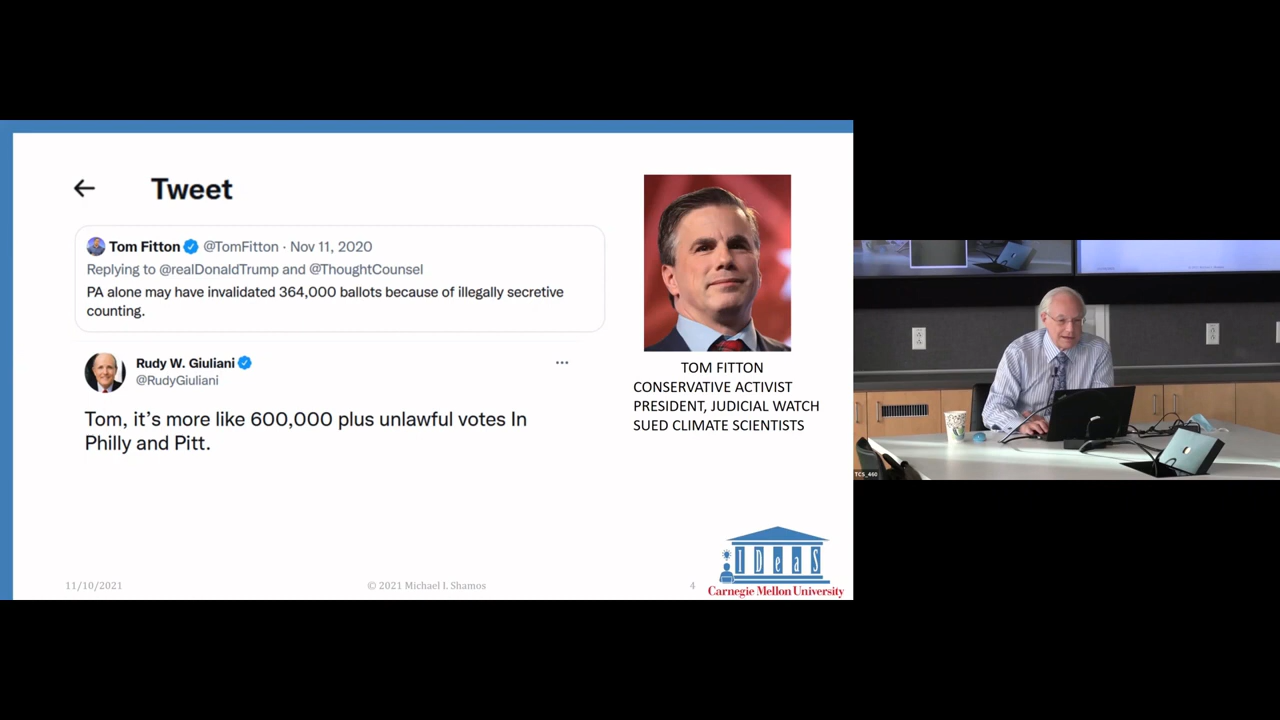 Tweet
Tom Fitton @TomFitton · Nov 11, 2020
Replying to @realDonaldTrump and @ThoughtCounsel
PA alone may have invalidated 364,000 ballots because of illegally secretive
counting.
Rudy W. Giuliani
@RudyGiuliani
Tom, it's more like 600,000 plus unlawful votes In
Philly and Pitt.
TOM FITTON
CONSERVATIVE ACTIVIST
PRESIDENT, JUDICIAL WATCH
SUED CLIMATE SCIENTISTS
11/10/2021
© 2021 Michael I. Shamos
4
IDeaS
Carnegie Mellon University
TCS_460